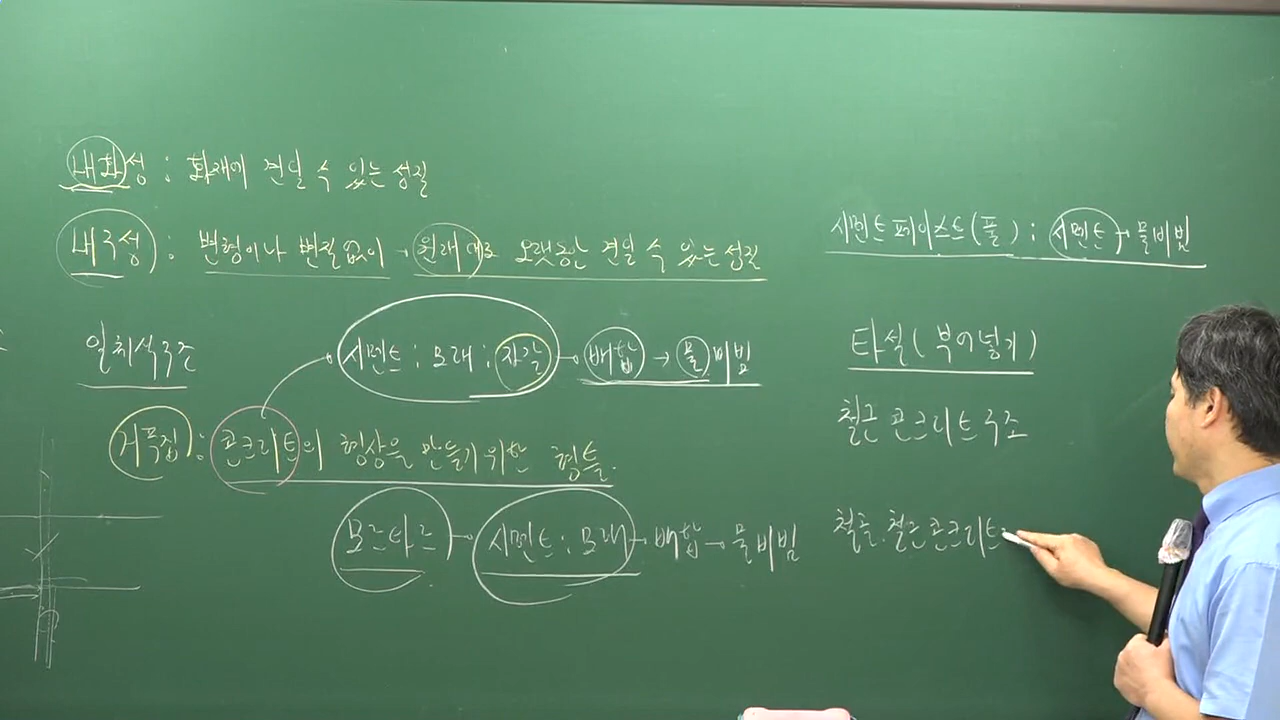 내화성 : 화재에 견딜 수 있는 성질
내구성 : 변형이나 변질없이 → 원래대로 오랫동안 견딜 수 있는 성질
일체식구조
시멘트 : 모래 : 자갈 → 배합 → 물비빔
거푸집 : 콘크리트의 형상을 만들기위한 형틀.
모르타르 → 시멘트 : 모래 → 배합 → 물비빔
시멘트 페이스트(풀) : 시멘트 + 물비빔
타설(부어넣기)
철근 콘크리트 구조
철골.철근콘크리트